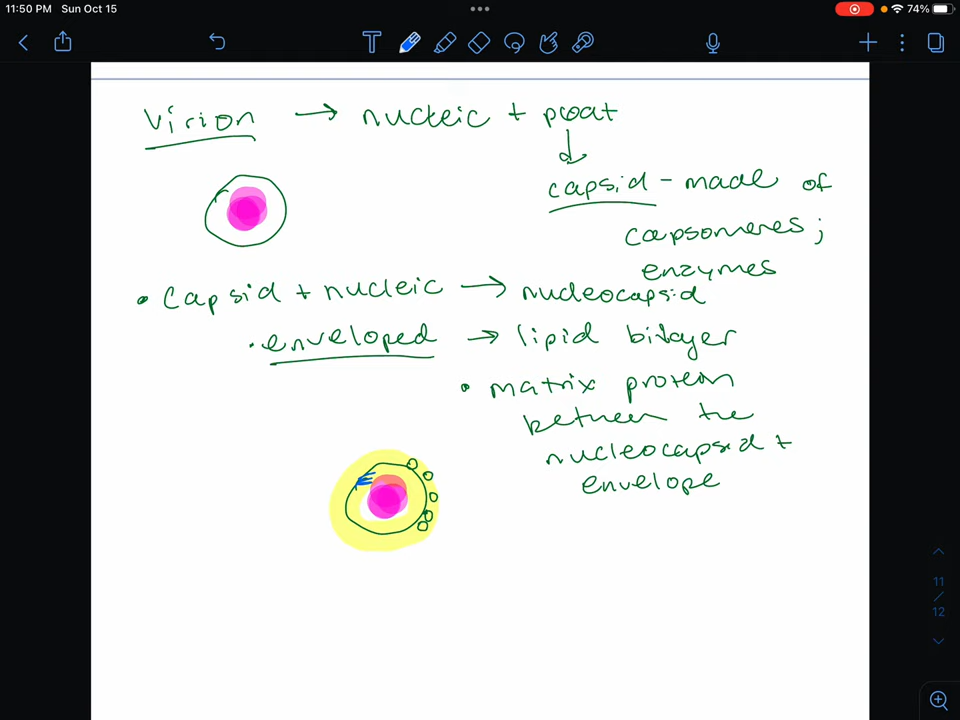 11:50 PM Sun Oct 15
74%
T
Virion → nucleic + pcoat
capsid - made of
capsomeres;
enzymes
• Capsid + nucleic → nucleocapsid
• enveloped → lipid bilayer
• matrix protein
between the
nucleocapsid +
envelope
11
/
12